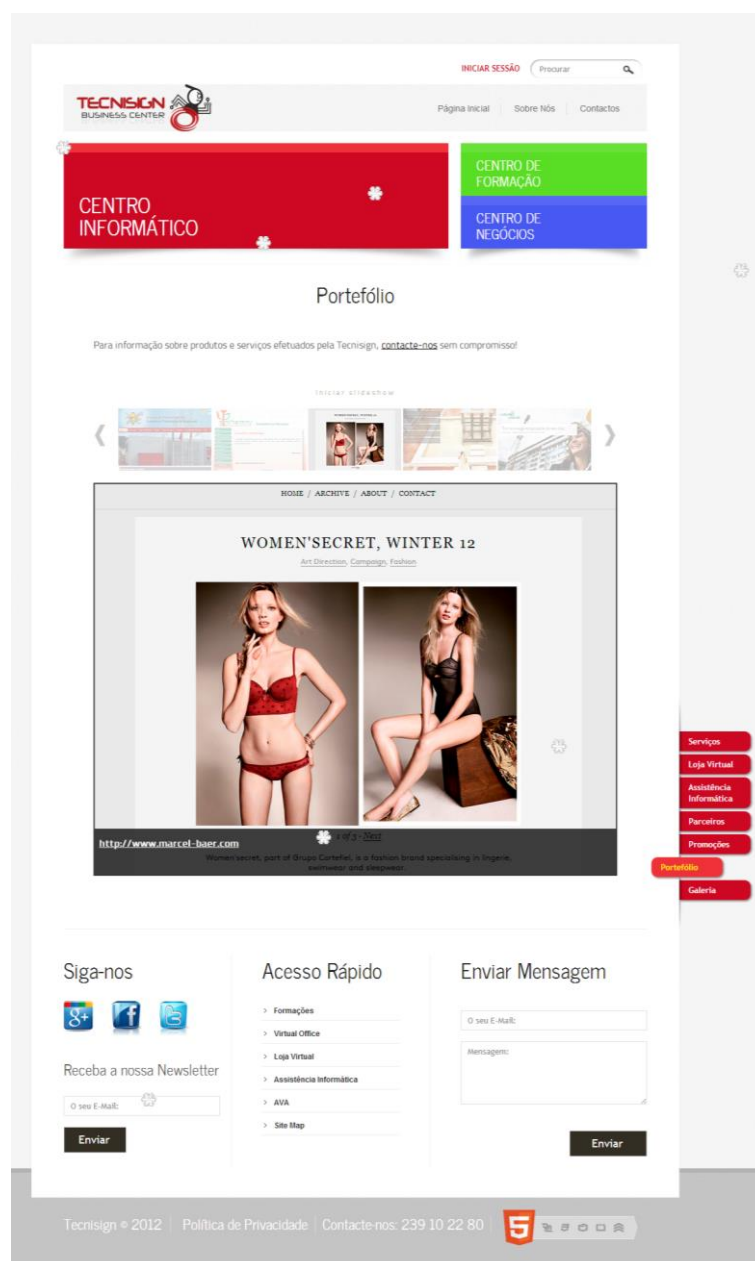 INICIAR SESSÃO
Procurar
TECNISIGN
BUSINESS CENTER
Página Inicial
Sobre Nós
Contactos
CENTRO
INFORMÁTICO
CENTRO DE
FORMAÇÃO
CENTRO DE
NEGÓCIOS
Portefólio
Para informação sobre produtos e serviços efetuados pela Tecnisign, contacte-nos sem compromisso!
Iniciar slideshow
HOME / ARCHIVE / ABOUT / CONTACT
WOMEN'SECRET, WINTER 12
Art Direction, Campaign, Fashion
1 of 3 - Next
http://www.marcel-baer.com
Women'secret, part of Grupo Cortefiel, is a fashion brand specialising in lingerie,
swimwear and sleepwear.
Serviços
Loja Virtual
Assistência
Informática
Parceiros
Promoções
Portefólio
Galeria
Siga-nos
Receba a nossa Newsletter
O seu E-Mail:
Enviar
Acesso Rápido
> Formações
> Virtual Office
> Loja Virtual
> Assistência Informática
> AVA
> Site Map
Enviar Mensagem
O seu E-Mail:
Mensagem:
Enviar
Tecnisign © 2012 | Política de Privacidade | Contacte-nos: 239 10 22 80